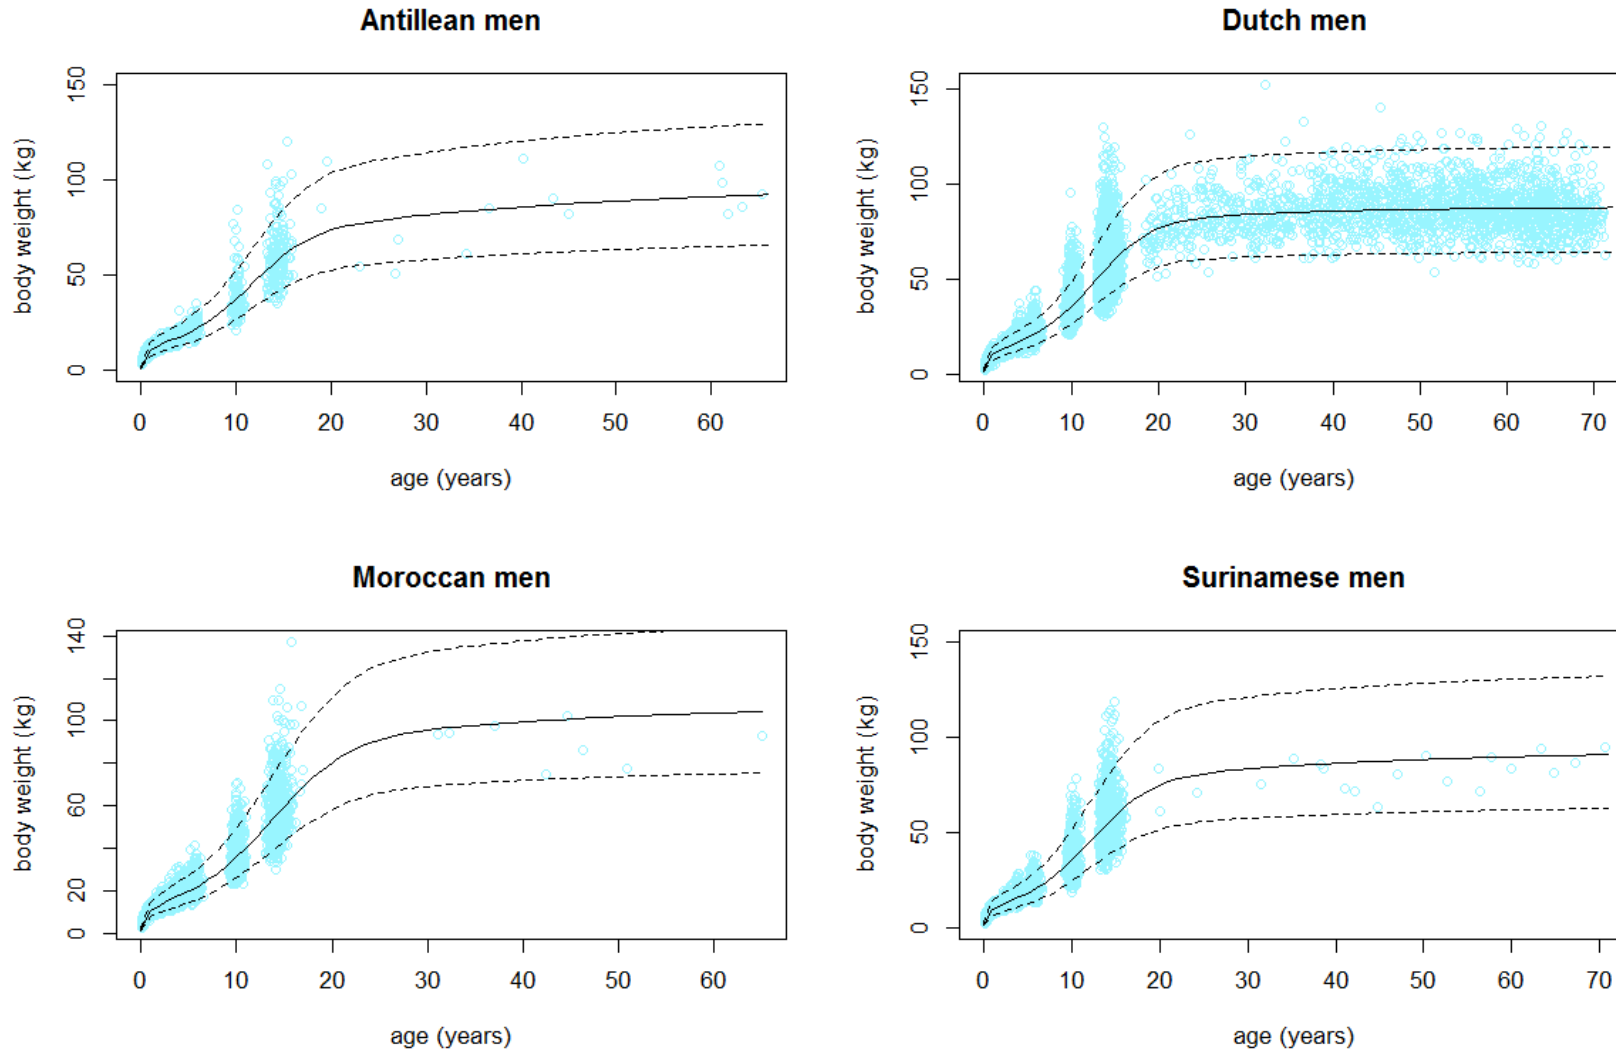 Antillean men
body weight (kg)
150
100
50
0
0 10 20 30 40 50 60
age (years)
Dutch men
body weight (kg)
150
100
50
0
0 10 20 30 40 50 60 70
age (years)
Moroccan men
body weight (kg)
140
100
60
20
0
0 10 20 30 40 50 60
age (years)
Surinamese men
body weight (kg)
150
100
50
0
0 10 20 30 40 50 60 70
age (years)